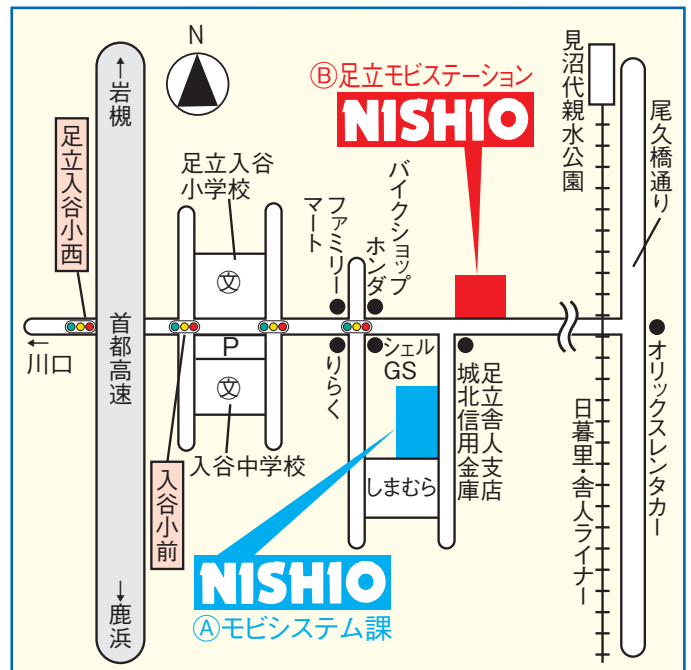 N
↑岩槻
足立入谷小西
首都高速
←
川口
↓鹿浜
足立入谷
小学校
文
P
文
入谷中学校
入谷小前
ファミリー
マート
りらく
バイクショップ
ホンダ
シェル
GS
Ⓑ足立モビステーション
NISHIO
足立舎人支店
城北信用金庫
しまむら
NISHIO
Ⓐモビシステム課
見沼代親水公園
尾久橋通り
日暮里・舎人ライナー
オリックスレンタカー